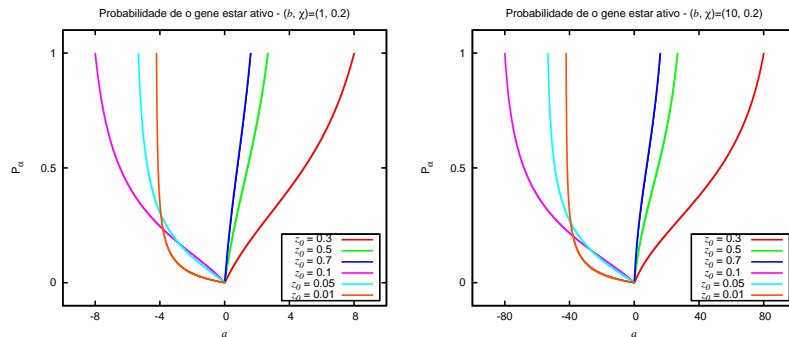 Probabilidade de o gene estar ativo - (b, χ)=(1, 0.2)
1
0.5
0
Pα
-8
-4
0
4
8
a
z0 = 0.3
z0 = 0.5
z0 = 0.7
z0 = 0.1
z0 = 0.05
z0 = 0.01
Probabilidade de o gene estar ativo - (b, χ)=(10, 0.2)
1
0.5
0
Pα
-80
-40
0
40
80
a
z0 = 0.3
z0 = 0.5
z0 = 0.7
z0 = 0.1
z0 = 0.05
z0 = 0.01